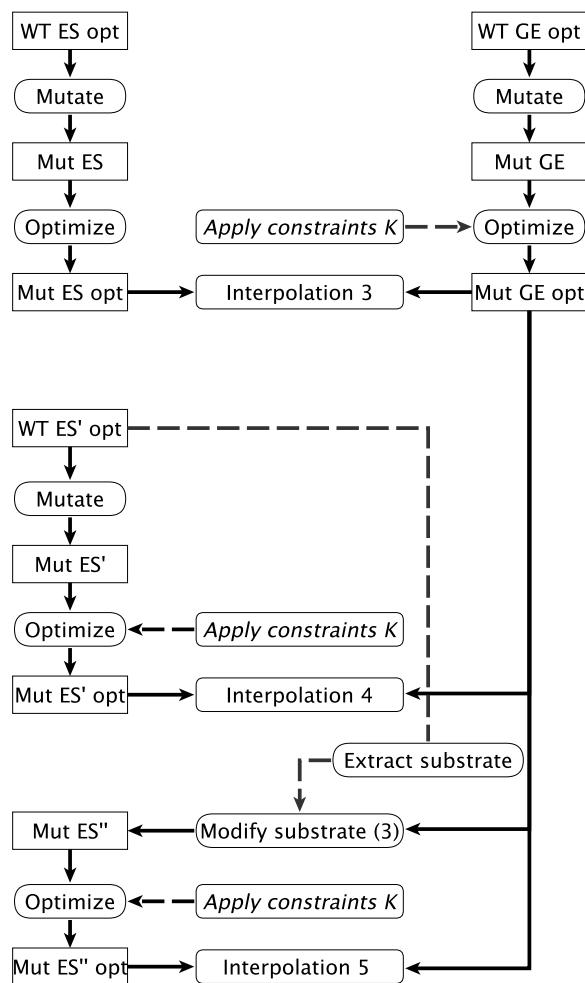 WT ES opt
WT GE opt
Mutate
Mutate
Mut ES
Mut GE
Optimize
Apply constraints K
Optimize
Mut ES opt
Interpolation 3
Mut GE opt
WT ES' opt
Mutate
Mut ES'
Optimize
Apply constraints K
Mut ES' opt
Interpolation 4
Extract substrate
Mut ES"
Modify substrate (3)
Optimize
Apply constraints K
Mut ES" opt
Interpolation 5